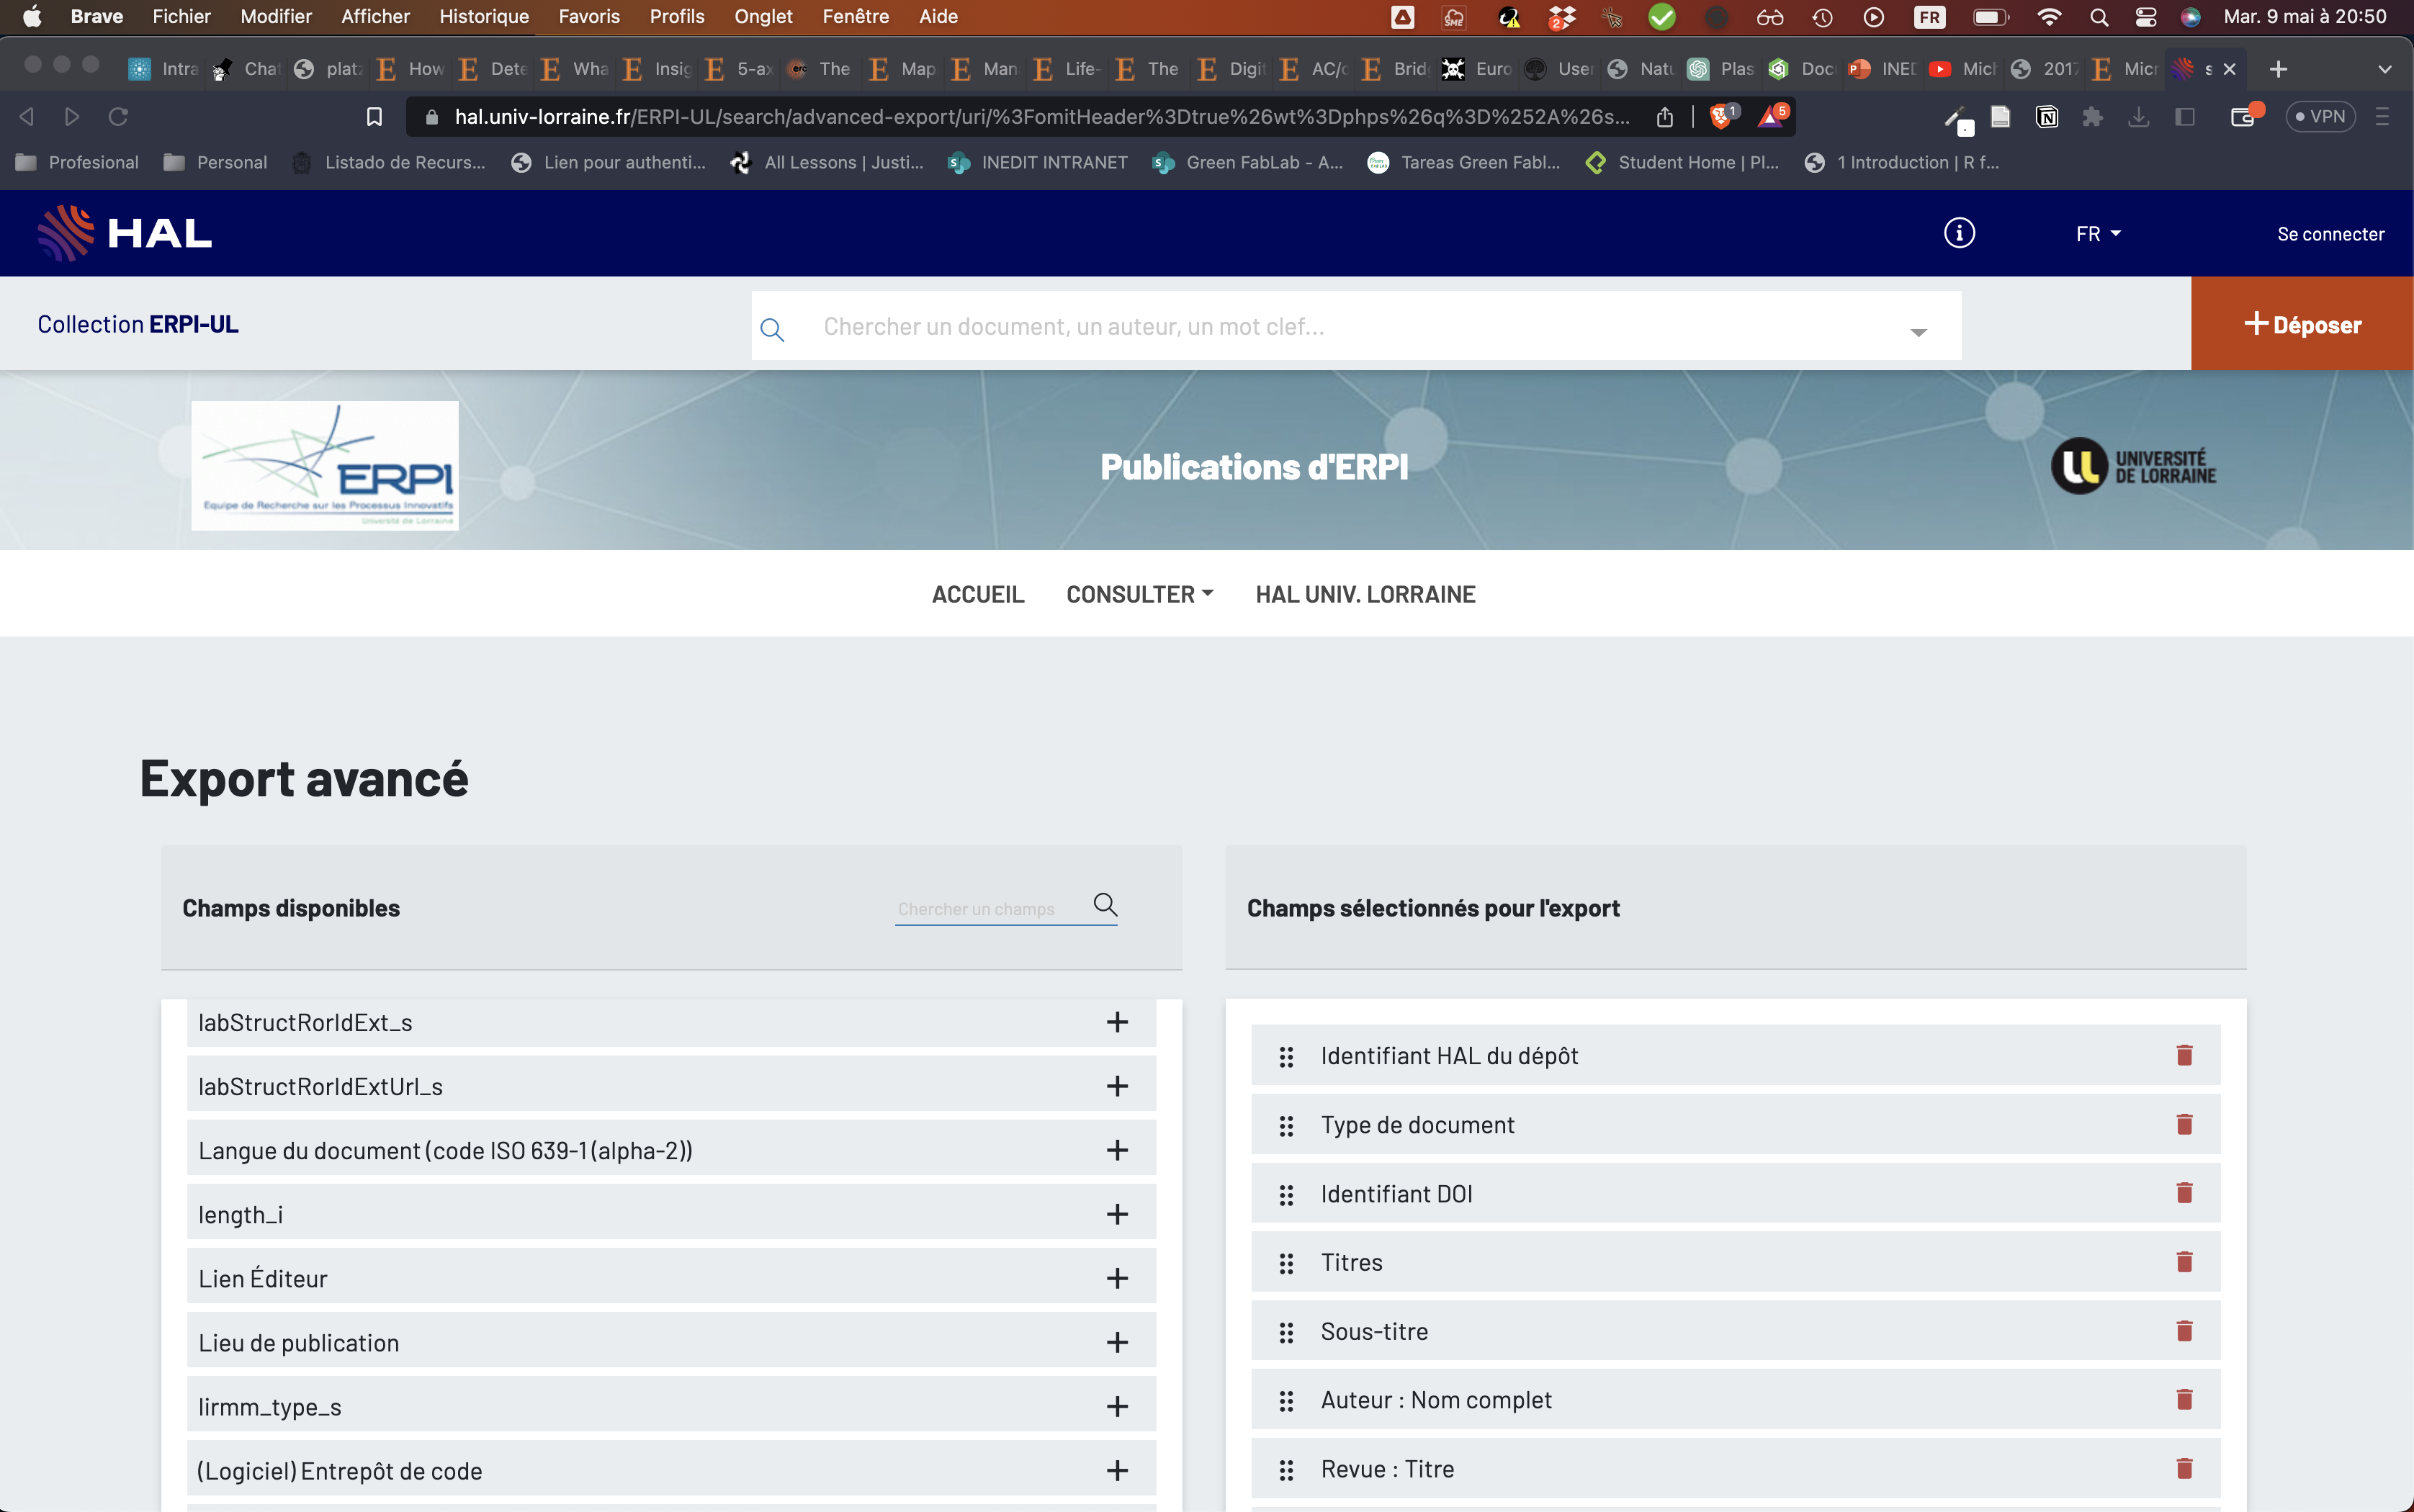 Brave Fichier Modifier Afficher Historique Favoris Profils Onglet Fenêtre Aide SME 2 FR Mar. 9 mai à 20:50
Intra Chat platz How Dete Wha Insig 5-ax erc The Map Man Life- The Digit AC/c Brid Euro User Natu Plas Doc INED Mich 2017 Micr s
hal.univ-lorraine.fr/ERPI-UL/search/advanced-export/uri/%3FomitHeader%3Dtrue%26wt%3Dphps%26q%3D%252A%26s... 1 5 VPN
Profesional Personal Listado de Recurs... Lien pour authenti... All Lessons | Justi... INEDIT INTRANET Green FabLab - A... Tareas Green Fabl... Student Home | Pl... 1 Introduction | R f...
HAL FR Se connecter
Collection ERPI-UL Chercher un document, un auteur, un mot clef... Déposer
ERPI
Equipe de Recherche sur les Processus Innovatifs
Université de Lorraine
Publications d'ERPI
UNIVERSITÉ
DE LORRAINE
ACCUEIL CONSULTER HAL UNIV. LORRAINE
Export avancé
Champs disponibles Chercher un champs
labStructRorIdExt_s
labStructRorIdExtUrl_s
Langue du document (code ISO 639-1 (alpha-2))
length_i
Lien Éditeur
Lieu de publication
lirmm_type_s
(Logiciel) Entrepôt de code
Champs sélectionnés pour l'export
Identifiant HAL du dépôt
Type de document
Identifiant DOI
Titres
Sous-titre
Auteur : Nom complet
Revue : Titre